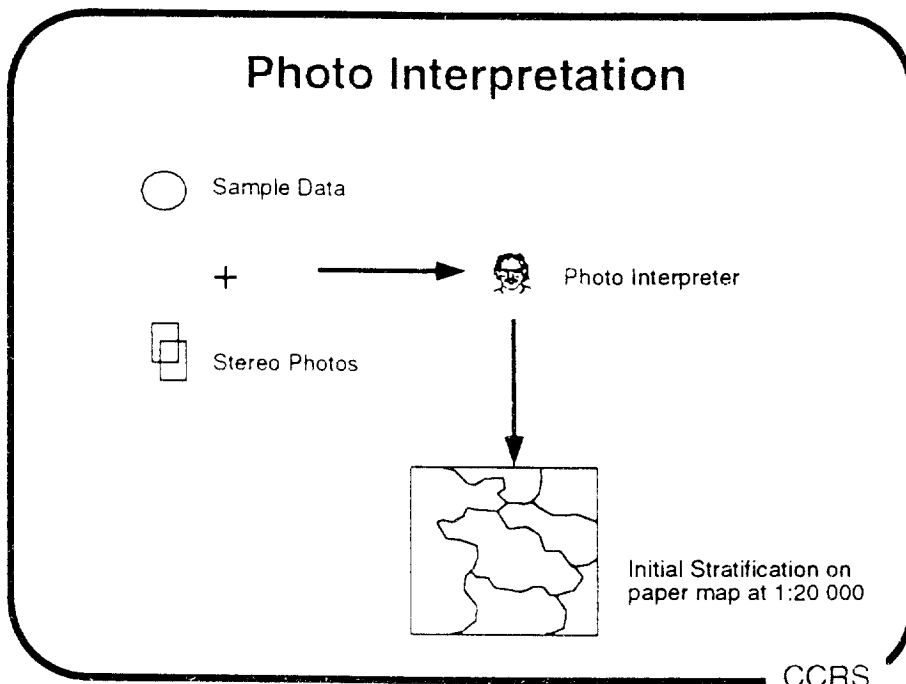 Photo Interpretation
Sample Data
+
Photo Interpreter
Stereo Photos
Initial Stratification on
paper map at 1:20 000
CCRS